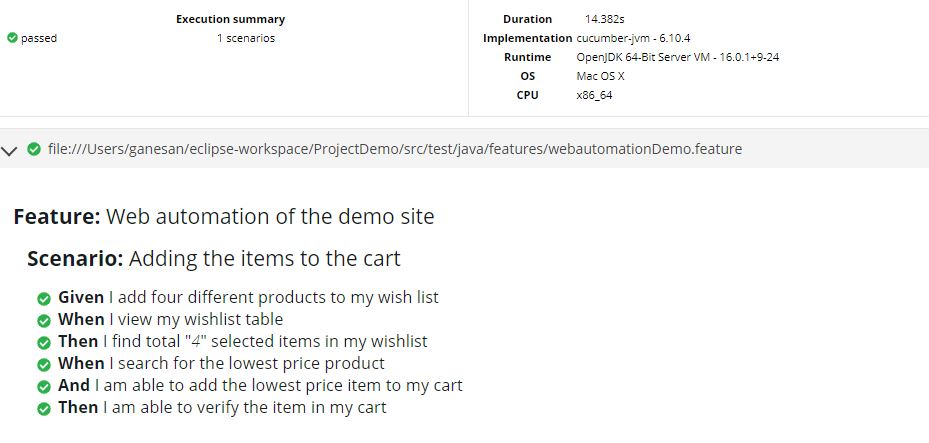 Execution summary
passed 1 scenarios
Duration 14.382s
Implementation cucumber-jvm - 6.10.4
Runtime OpenJDK 64-Bit Server VM - 16.0.1+9-24
OS Mac OS X
CPU x86_64
file:///Users/ganesan/eclipse-workspace/ProjectDemo/src/test/java/features/webautomationDemo.feature
Feature: Web automation of the demo site
Scenario: Adding the items to the cart
Given I add four different products to my wish list
When I view my wishlist table
Then I find total "4" selected items in my wishlist
When I search for the lowest price product
And I am able to add the lowest price item to my cart
Then I am able to verify the item in my cart